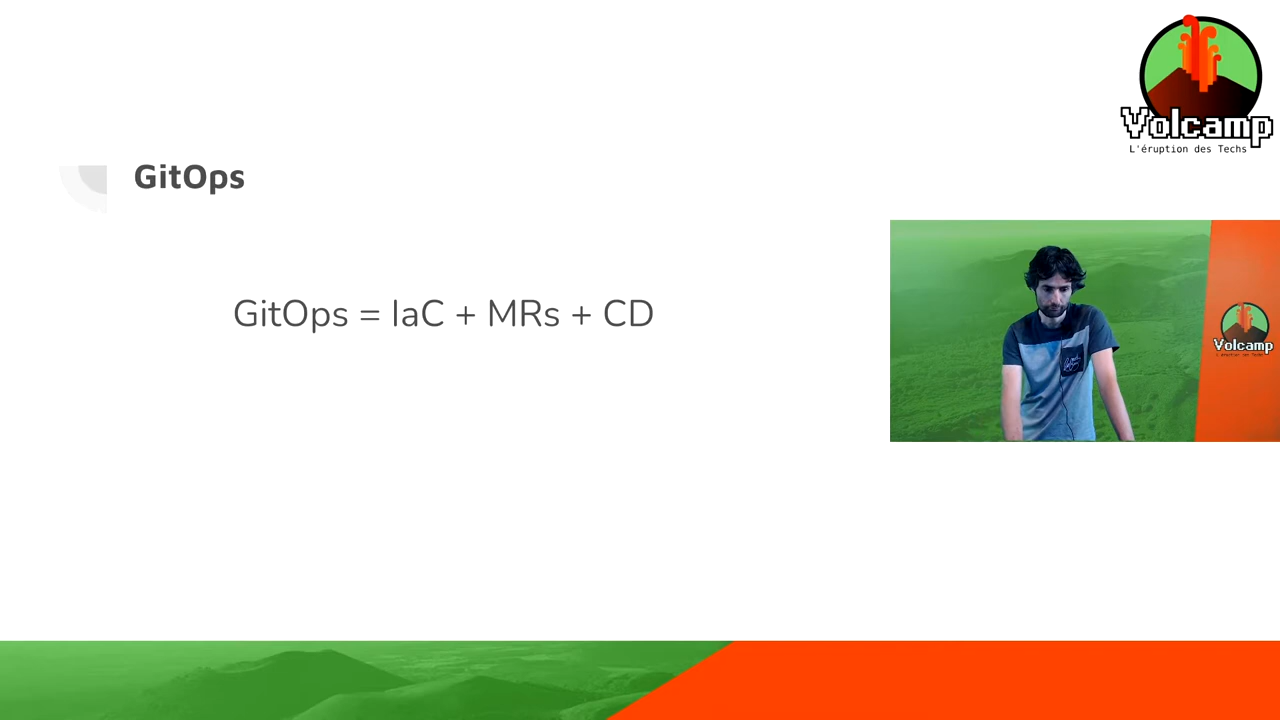 Volcamp
L'éruption des Techs
GitOps
GitOps = IaC + MRs + CD
Volcamp